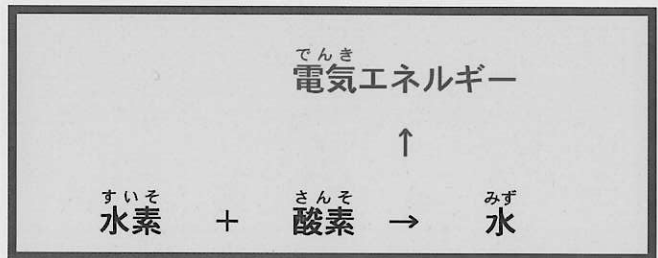 でんき
電気エネルギー
↑
すいそ さんそ みず
水素 + 酸素 → 水